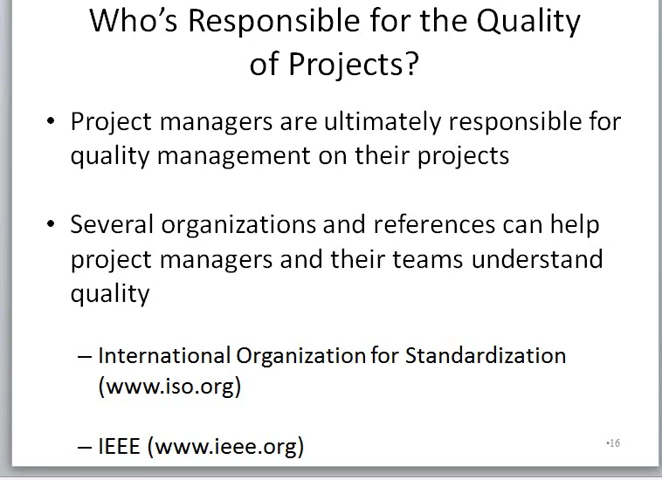 Who's Responsible for the Quality
of Projects?
• Project managers are ultimately responsible for
quality management on their projects
• Several organizations and references can help
project managers and their teams understand
quality
– International Organization for Standardization
(www.iso.org)
– IEEE (www.ieee.org)
•16